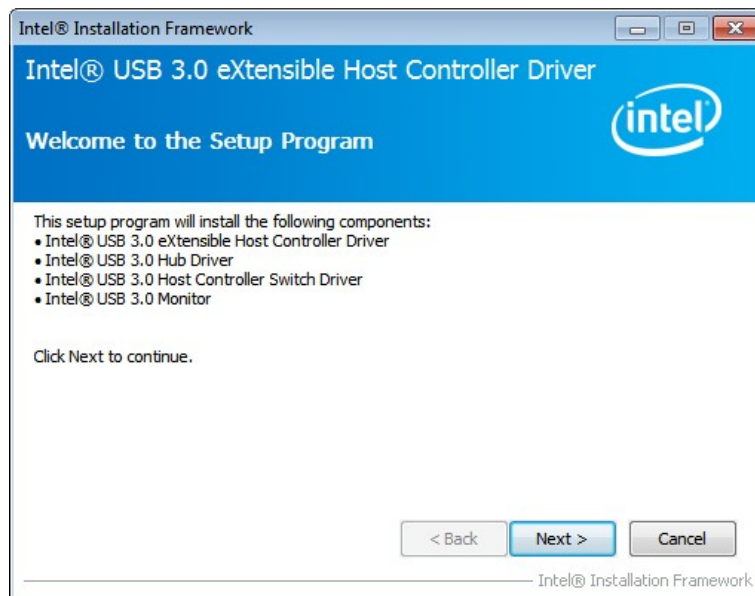 Intel® Installation Framework
Intel® USB 3.0 eXtensible Host Controller Driver
intel®
Welcome to the Setup Program
This setup program will install the following components:
• Intel® USB 3.0 eXtensible Host Controller Driver
• Intel® USB 3.0 Hub Driver
• Intel® USB 3.0 Host Controller Switch Driver
• Intel® USB 3.0 Monitor
Click Next to continue.
< Back Next > Cancel
Intel® Installation Framework